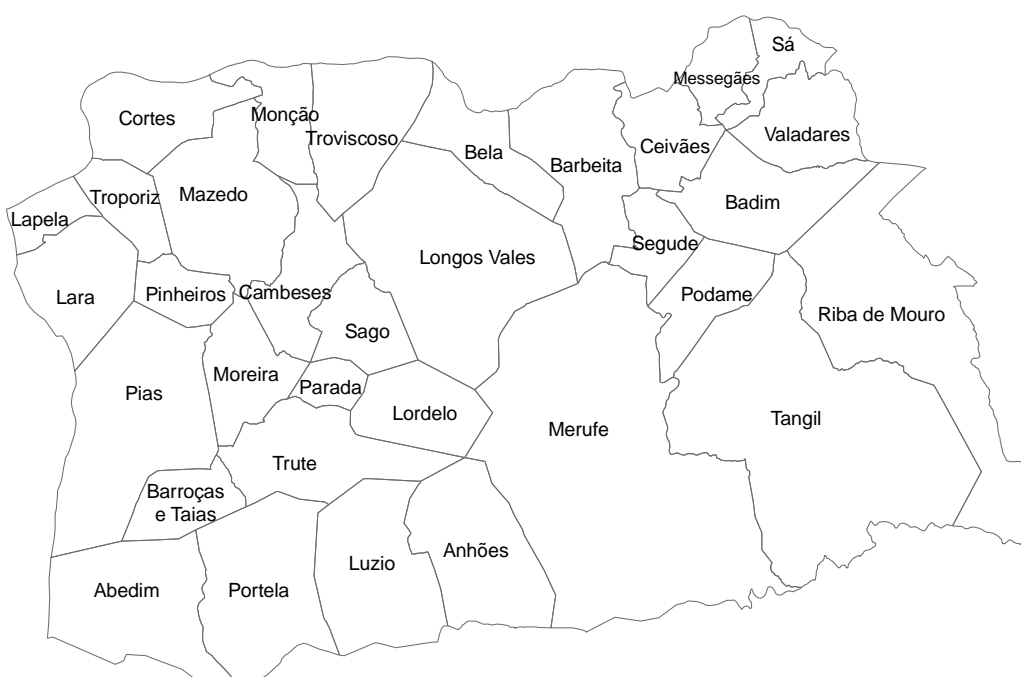 Sá
Messegães
Cortes
Monção
Troviscoso
Valadares
Bela
Ceivães
Barbeita
Troporiz
Mazedo
Badim
Lapela
Segude
Longos Vales
Lara
Pinheiros
Cambeses
Podame
Riba de Mouro
Sago
Moreira
Parada
Pias
Lordelo
Tangil
Merufe
Trute
Barroças
e Taias
Anhões
Luzio
Abedim
Portela